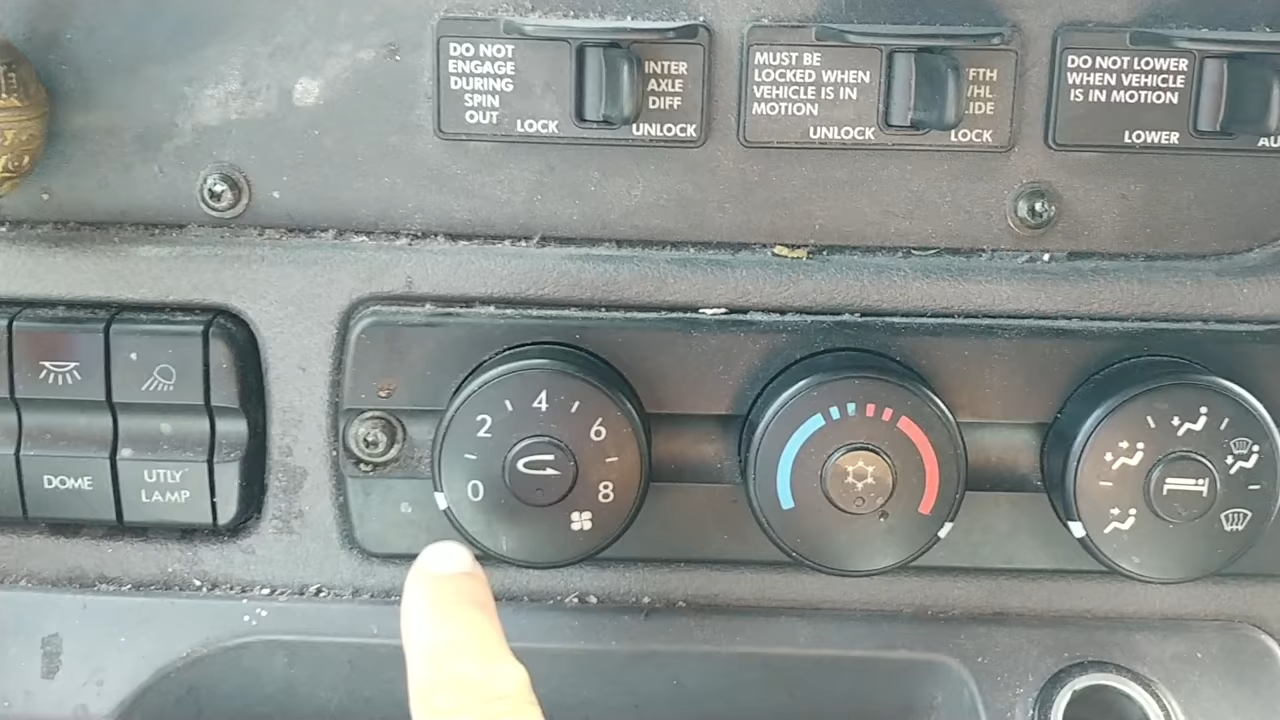 DO NOT
ENGAGE
DURING
SPIN
OUT
LOCK
INTER
AXLE
DIFF
UNLOCK
MUST BE
LOCKED WHEN
VEHICLE IS IN
MOTION
UNLOCK
LOCK
DO NOT LOWER
WHEN VEHICLE
IS IN MOTION
LOWER
DOME
UTLY
LAMP
0
2
4
6
8